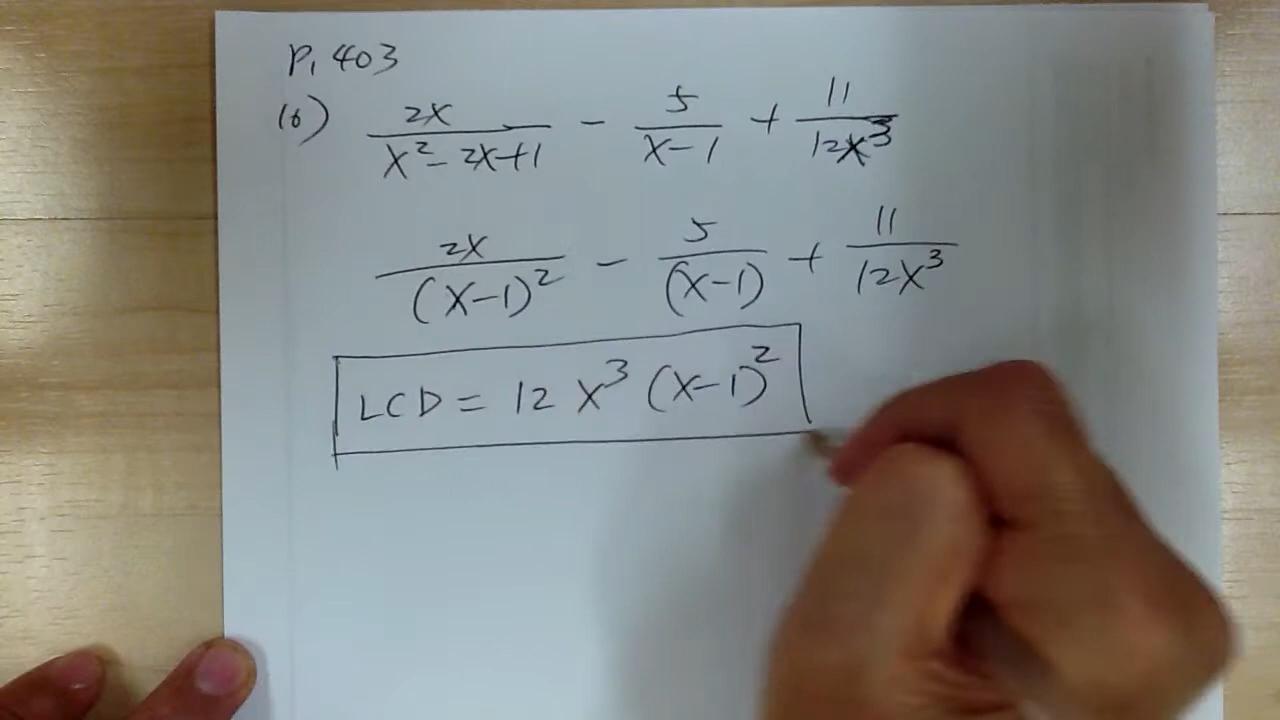 P. 403
(6) 2x/(x² - 2x+1) - 5/(x-1) + 11/(12x³)
2x/(x-1)² - 5/(x-1) + 11/(12x³)
LCD = 12 x³ (x-1)²